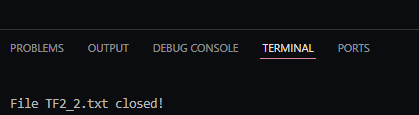 PROBLEMS OUTPUT DEBUG CONSOLE TERMINAL PORTS
File TF2_2.txt closed!